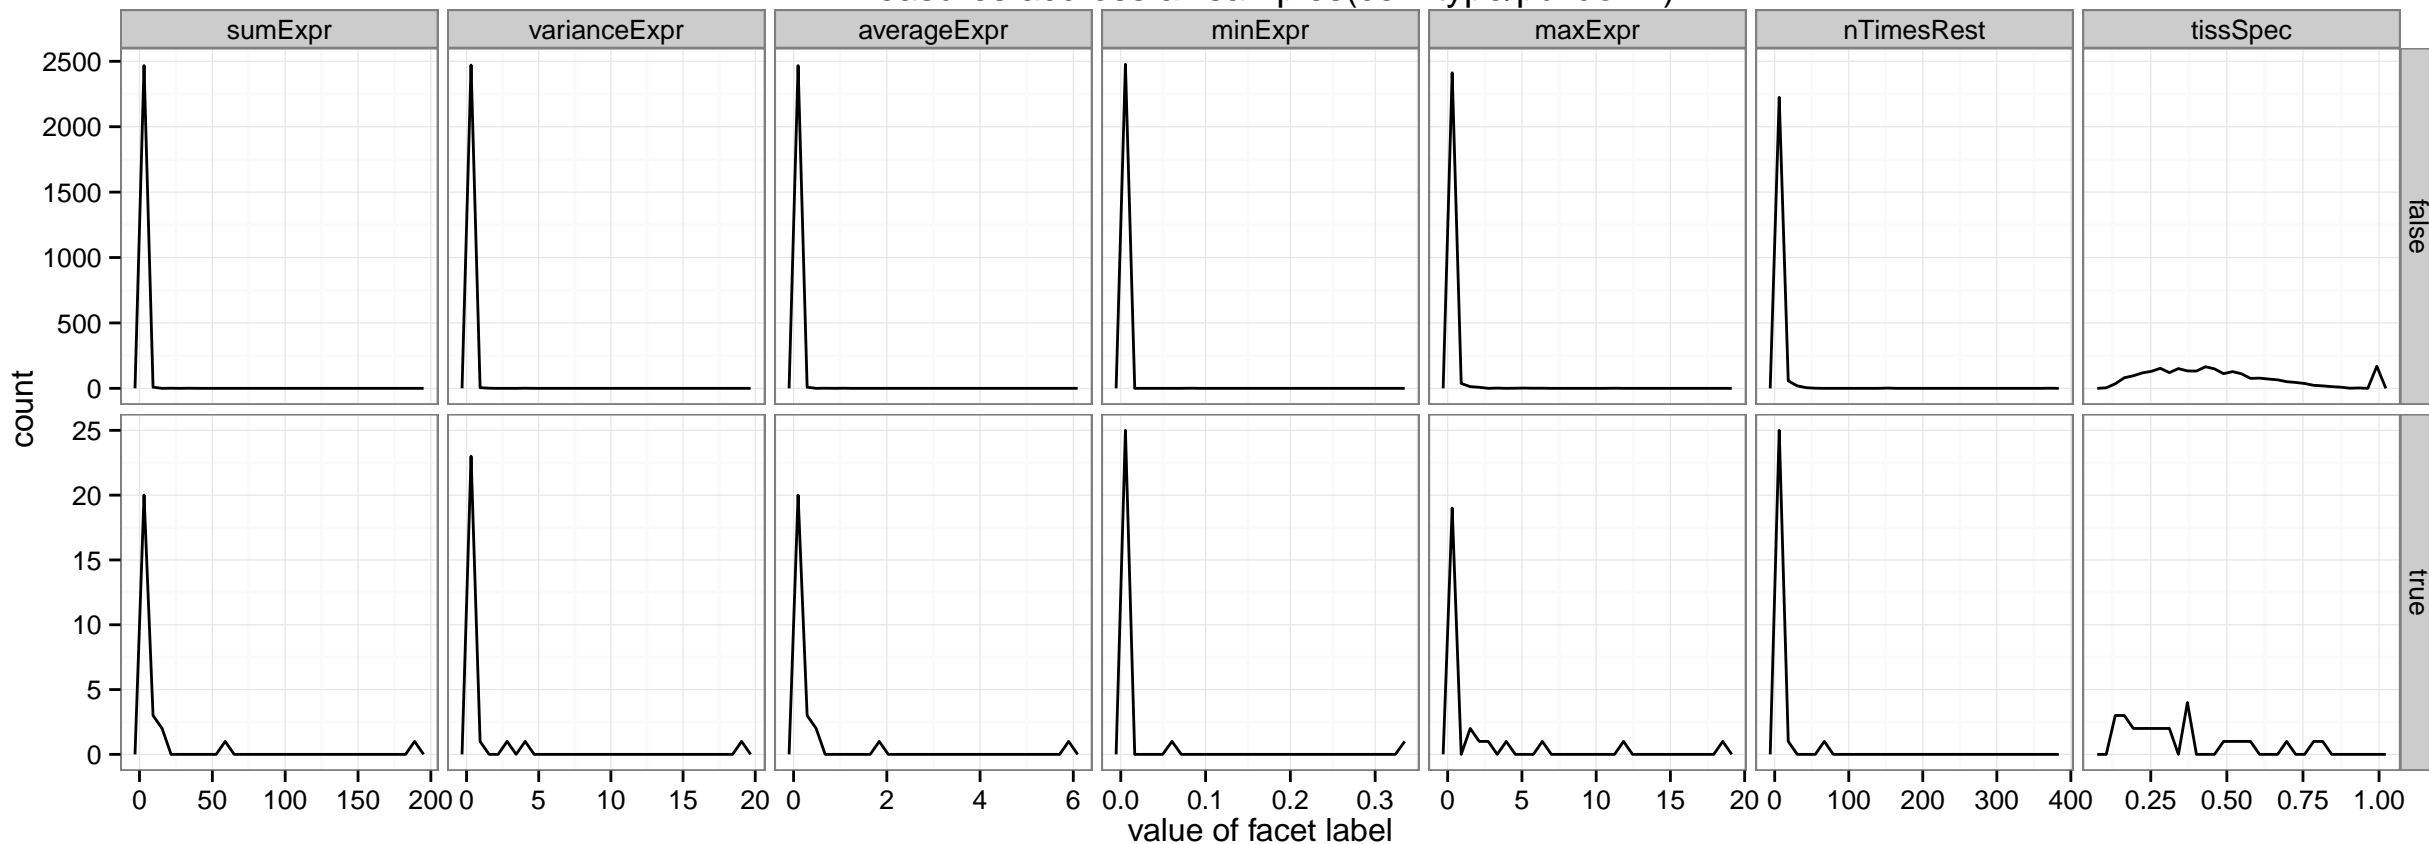 sumExpr varianceExpr averageExpr minExpr maxExpr nTimesRest tissSpec
2500
2000
1500
1000
500
0
false
count
25
20
15
10
5
0
true
0 50 100 150 200 0 5 10 15 20 0 2 4 6 0.0 0.1 0.2 0.3 0 5 10 15 20 0 100 200 300 400 0.25 0.50 0.75 1.00
value of facet label